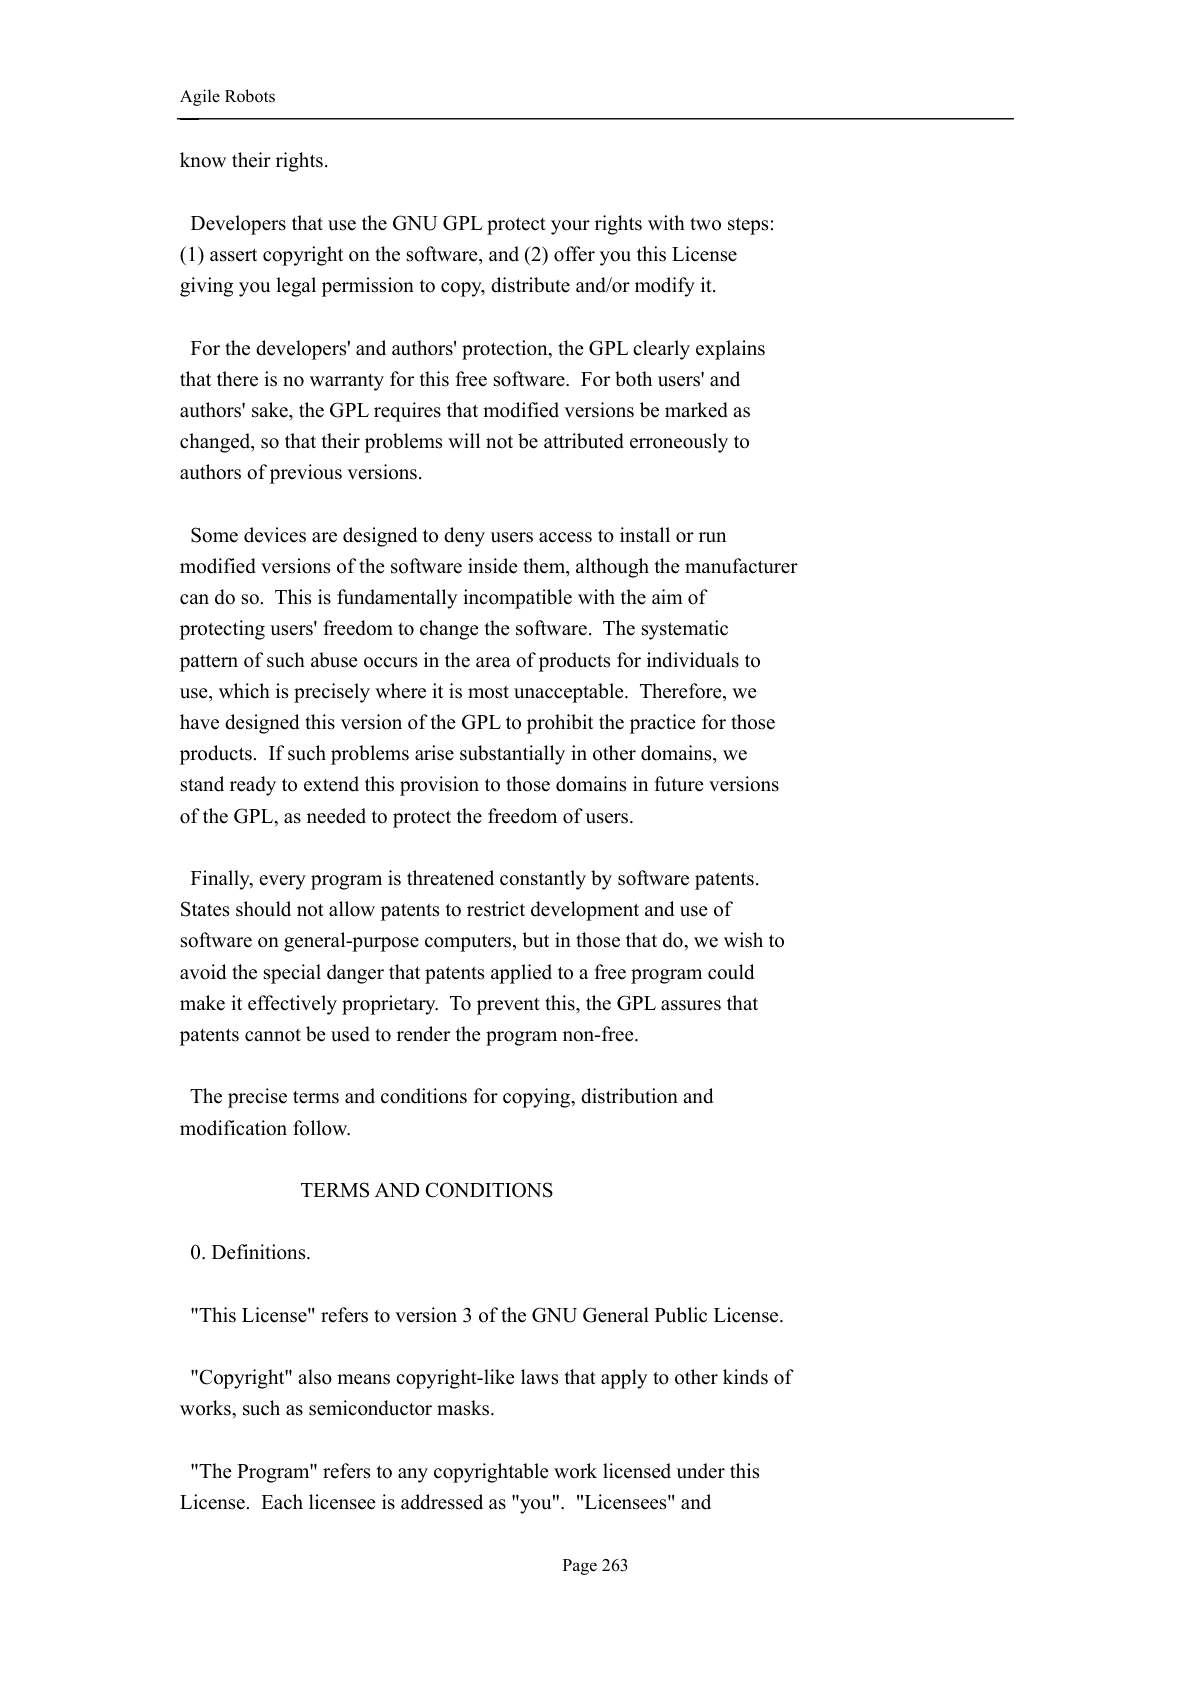 Agile Robots
know their rights.
Developers that use the GNU GPL protect your rights with two steps:
(1) assert copyright on the software, and (2) offer you this License
giving you legal permission to copy, distribute and/or modify it.
For the developers' and authors' protection, the GPL clearly explains
that there is no warranty for this free software.  For both users' and
authors' sake, the GPL requires that modified versions be marked as
changed, so that their problems will not be attributed erroneously to
authors of previous versions.
Some devices are designed to deny users access to install or run
modified versions of the software inside them, although the manufacturer
can do so.  This is fundamentally incompatible with the aim of
protecting users' freedom to change the software.  The systematic
pattern of such abuse occurs in the area of products for individuals to
use, which is precisely where it is most unacceptable.  Therefore, we
have designed this version of the GPL to prohibit the practice for those
products.  If such problems arise substantially in other domains, we
stand ready to extend this provision to those domains in future versions
of the GPL, as needed to protect the freedom of users.
Finally, every program is threatened constantly by software patents.
States should not allow patents to restrict development and use of
software on general-purpose computers, but in those that do, we wish to
avoid the special danger that patents applied to a free program could
make it effectively proprietary.  To prevent this, the GPL assures that
patents cannot be used to render the program non-free.
The precise terms and conditions for copying, distribution and
modification follow.
TERMS AND CONDITIONS
0. Definitions.
"This License" refers to version 3 of the GNU General Public License.
"Copyright" also means copyright-like laws that apply to other kinds of
works, such as semiconductor masks.
"The Program" refers to any copyrightable work licensed under this
License.  Each licensee is addressed as "you".  "Licensees" and
Page 263